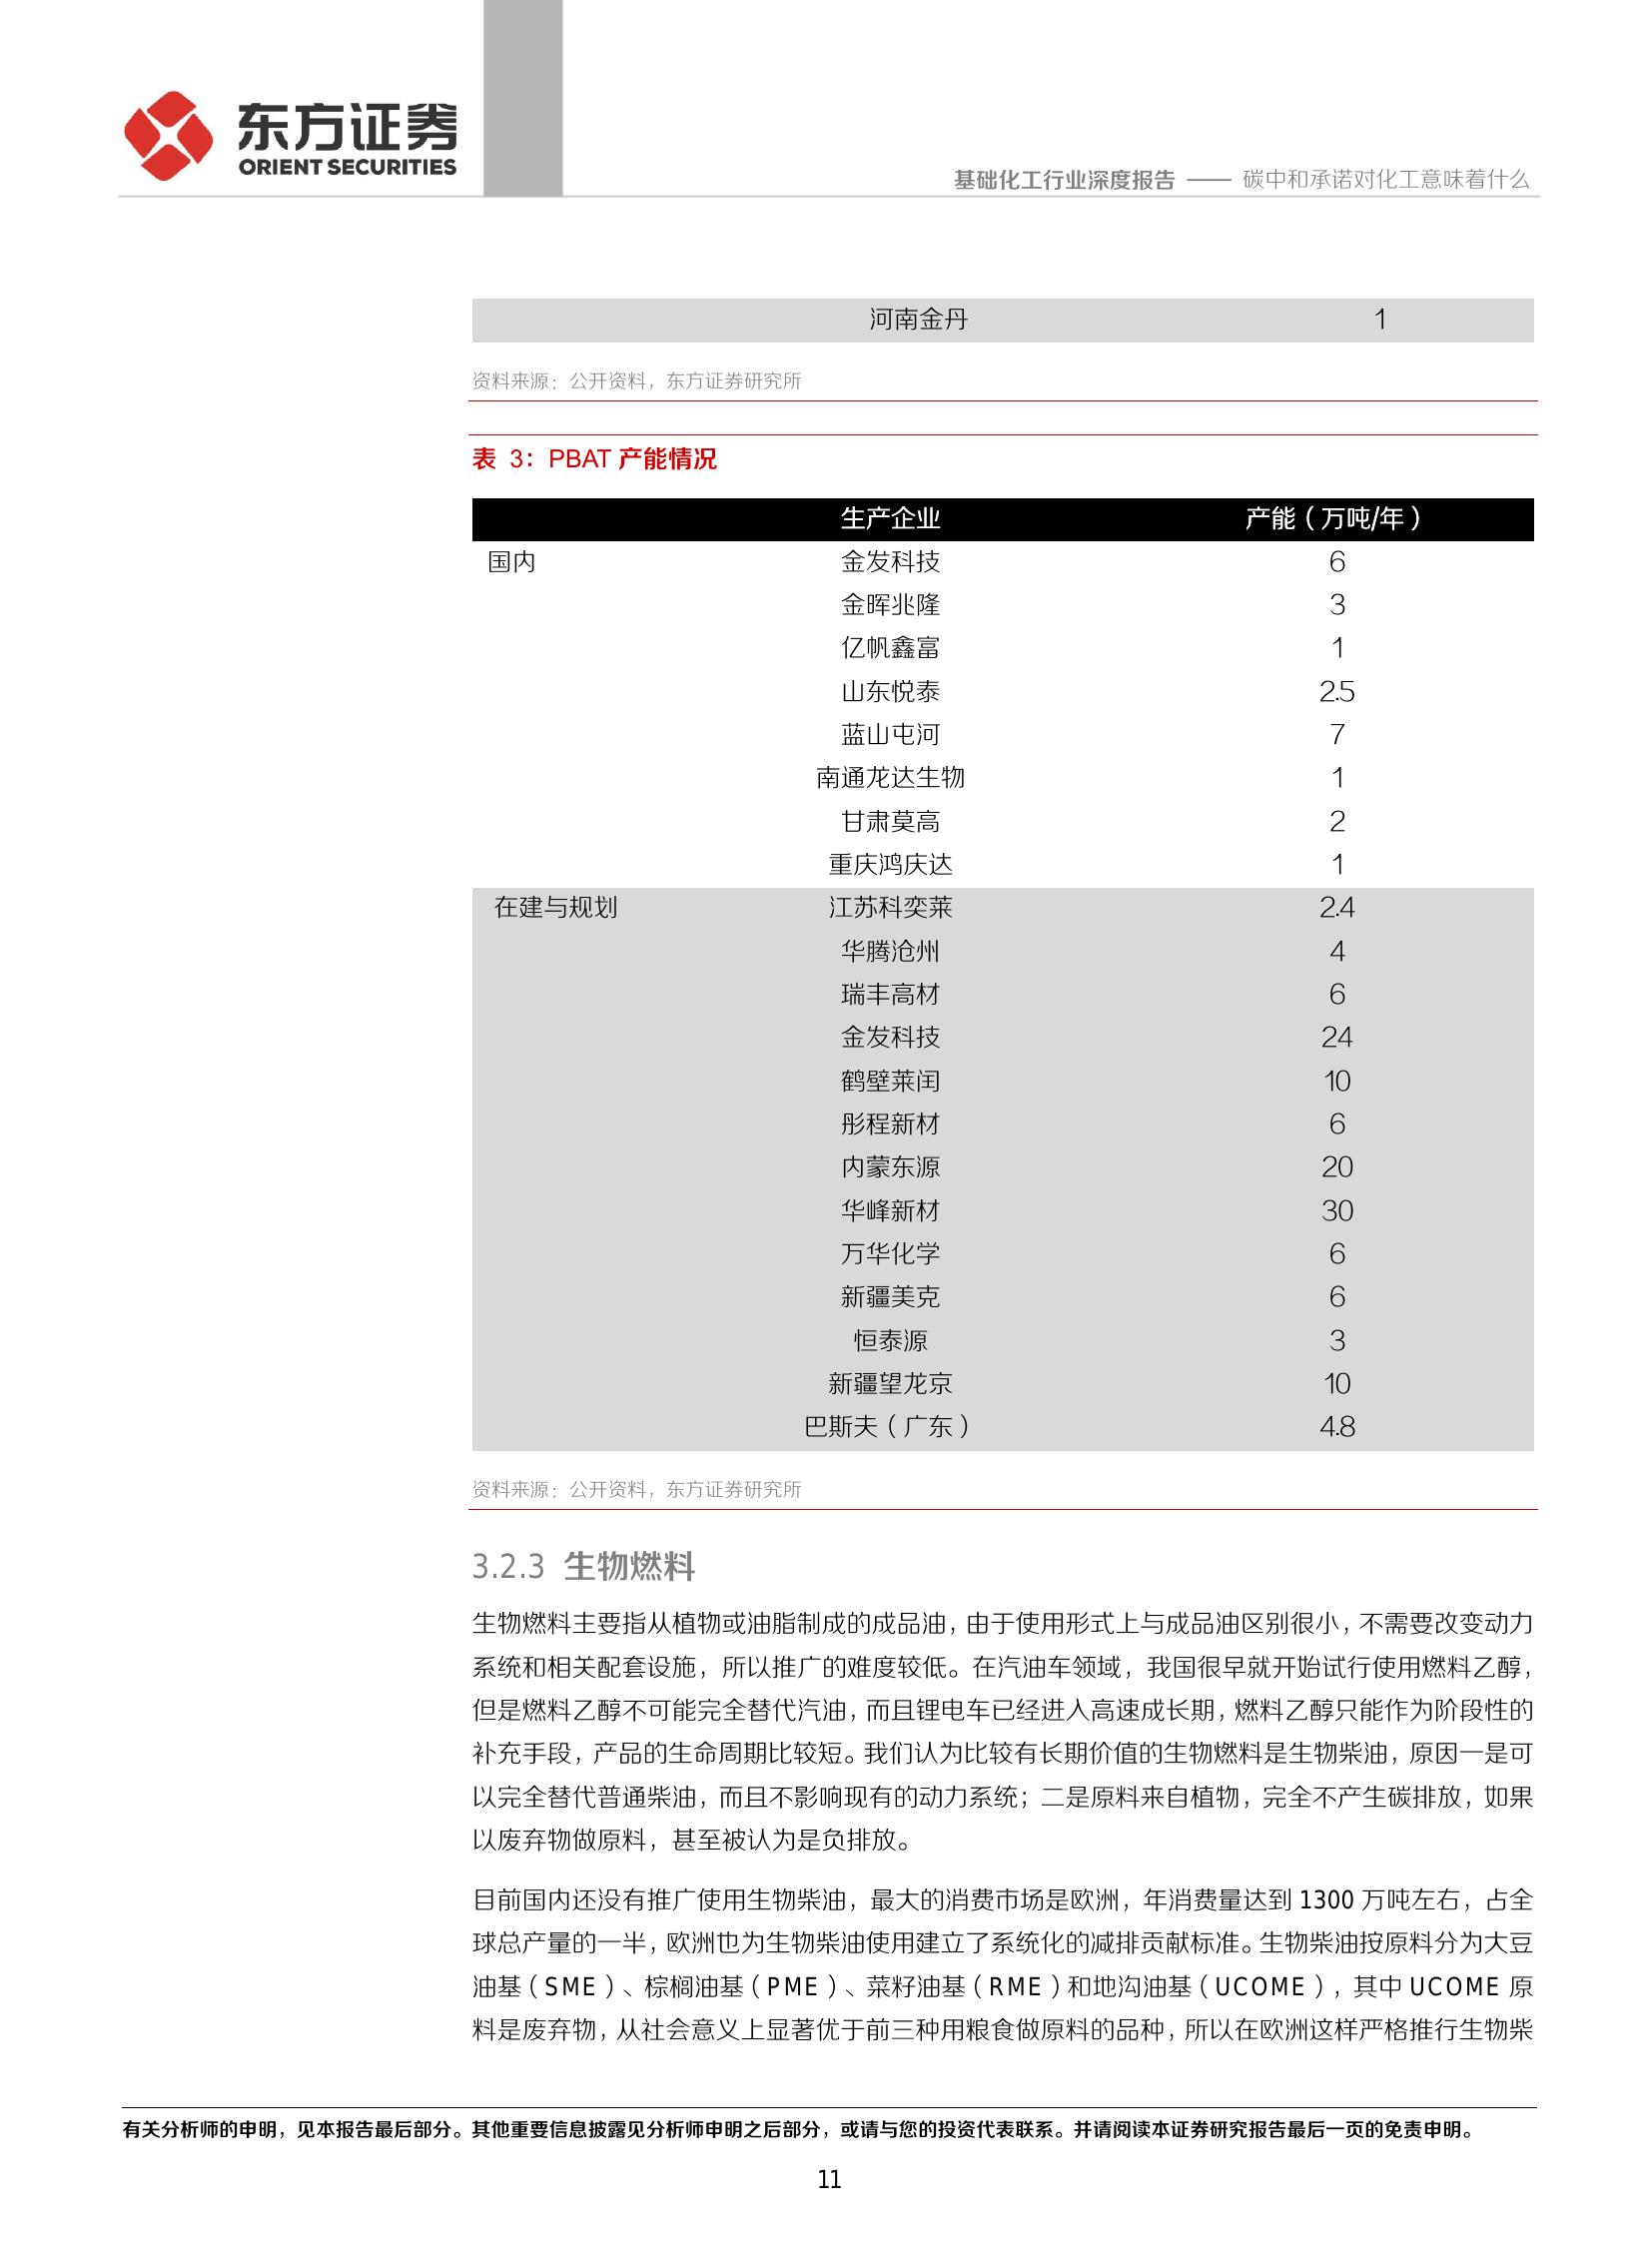 东方证券
ORIENT SECURITIES
基础化工行业深度报告 —— 碳中和承诺对化工意味着什么
河南金丹 1
资料来源：公开资料，东方证券研究所
表 3：PBAT 产能情况
生产企业 产能（万吨/年）
国内 金发科技 6
金晖兆隆 3
亿帆鑫富 1
山东悦泰 2.5
蓝山屯河 7
南通龙达生物 1
甘肃莫高 2
重庆鸿庆达 1
在建与规划 江苏科奕莱 2.4
华腾沧州 4
瑞丰高材 6
金发科技 24
鹤壁莱闰 10
彤程新材 6
内蒙东源 20
华峰新材 30
万华化学 6
新疆美克 6
恒泰源 3
新疆望龙京 10
巴斯夫（广东） 4.8
资料来源：公开资料，东方证券研究所
3.2.3 生物燃料
生物燃料主要指从植物或油脂制成的成品油，由于使用形式上与成品油区别很小，不需要改变动力
系统和相关配套设施，所以推广的难度较低。在汽油车领域，我国很早就开始试行使用燃料乙醇，
但是燃料乙醇不可能完全替代汽油，而且锂电车已经进入高速成长期，燃料乙醇只能作为阶段性的
补充手段，产品的生命周期比较短。我们认为比较有长期价值的生物燃料是生物柴油，原因一是可
以完全替代普通柴油，而且不影响现有的动力系统；二是原料来自植物，完全不产生碳排放，如果
以废弃物做原料，甚至被认为是负排放。
目前国内还没有推广使用生物柴油，最大的消费市场是欧洲，年消费量达到 1300 万吨左右，占全
球总产量的一半，欧洲也为生物柴油使用建立了系统化的减排贡献标准。生物柴油按原料分为大豆
油基（SME）、棕榈油基（PME）、菜籽油基（RME）和地沟油基（UCOME），其中 UCOME 原
料是废弃物，从社会意义上显著优于前三种用粮食做原料的品种，所以在欧洲这样严格推行生物柴
有关分析师的申明，见本报告最后部分。其他重要信息披露见分析师申明之后部分，或请与您的投资代表联系。并请阅读本证券研究报告最后一页的免责申明。
11